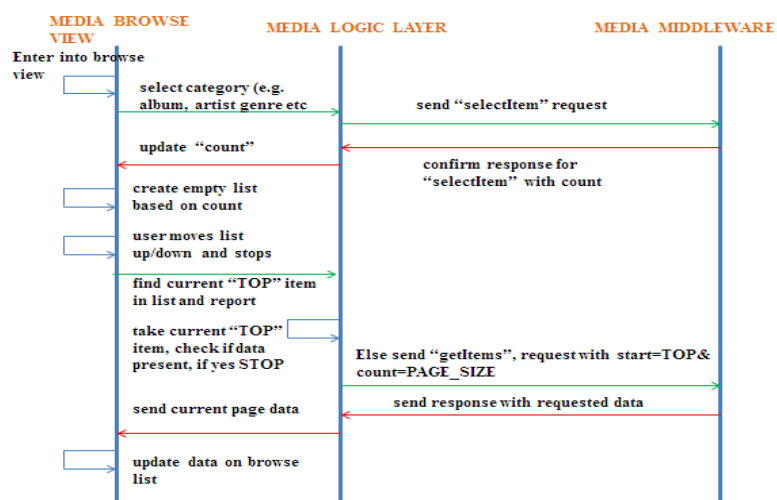 MEDIA BROWSE
VIEW
MEDIA LOGIC LAYER
MEDIA MIDDLEWARE
Enter into browse
view
select category (e.g.
album, artist genre etc
send “selectItem” request
update “count”
confirm response for
“selectItem” with count
create empty list
based on count
user moves list
up/down and stops
find current “TOP” item
in list and report
take current “TOP”
item, check if data
present, if yes STOP
Else send “getItems”, request with start=TOP&
count=PAGE_SIZE
send response with requested data
send current page data
update data on browse
list